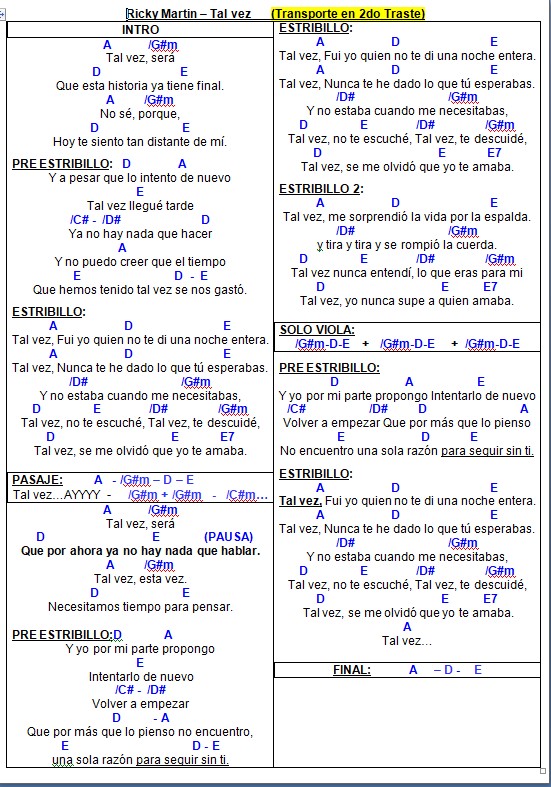 Ricky Martin – Tal vez (Transporte en 2do Traste)
INTRO
A /G#m
Tal vez, será
D E
Que esta historia ya tiene final.
A /G#m
No sé, porque,
D E
Hoy te siento tan distante de mí.
PRE ESTRIBILLO: D A
Y a pesar que lo intento de nuevo
E
Tal vez llegué tarde
/C# - /D# D
Ya no hay nada que hacer
A
Y no puedo creer que el tiempo
E D - E
Que hemos tenido tal vez se nos gastó.
ESTRIBILLO:
A D E
Tal vez, Fui yo quien no te di una noche entera.
A D E
Tal vez, Nunca te he dado lo que tú esperabas.
/D# /G#m
Y no estaba cuando me necesitabas,
D E /D# /G#m
Tal vez, no te escuché, Tal vez, te descuidé,
D E E7
Tal vez, se me olvidó que yo te amaba.
PASAJE: A - /G#m – D – E
Tal vez…AYYYY - /G#m + /G#m - /C#m…
A /G#m
Tal vez, será
D E (PAUSA)
Que por ahora ya no hay nada que hablar.
A /G#m
Tal vez, esta vez.
D E
Necesitamos tiempo para pensar.
PRE ESTRIBILLO:D A
Y yo por mi parte propongo
E
Intentarlo de nuevo
/C# - /D#
Volver a empezar
D - A
Que por más que lo pienso no encuentro,
E D - E
una sola razón para seguir sin ti.
ESTRIBILLO:
A D E
Tal vez, Fui yo quien no te di una noche entera.
A D E
Tal vez, Nunca te he dado lo que tú esperabas.
/D# /G#m
Y no estaba cuando me necesitabas,
D E /D# /G#m
Tal vez, no te escuché, Tal vez, te descuidé,
D E E7
Tal vez, se me olvidó que yo te amaba.
ESTRIBILLO 2:
A D E
Tal vez, me sorprendió la vida por la espalda.
/D# /G#m
y tira y tira y se rompió la cuerda.
D E /D# /G#m
Tal vez nunca entendí, lo que eras para mi
D E E7
Tal vez, yo nunca supe a quien amaba.
SOLO VIOLA:
/G#m-D-E + /G#m-D-E + /G#m-D-E
PRE ESTRIBILLO:
D A E
Y yo por mi parte propongo Intentarlo de nuevo
/C# /D# D A
Volver a empezar Que por más que lo pienso
E D E
No encuentro una sola razón para seguir sin ti.
ESTRIBILLO:
A D E
Tal vez, Fui yo quien no te di una noche entera.
A D E
Tal vez, Nunca te he dado lo que tú esperabas.
/D# /G#m
Y no estaba cuando me necesitabas,
D E /D# /G#m
Tal vez, no te escuché, Tal vez, te descuidé,
D E E7
Tal vez, se me olvidó que yo te amaba.
A
Tal vez…
FINAL: A – D - E